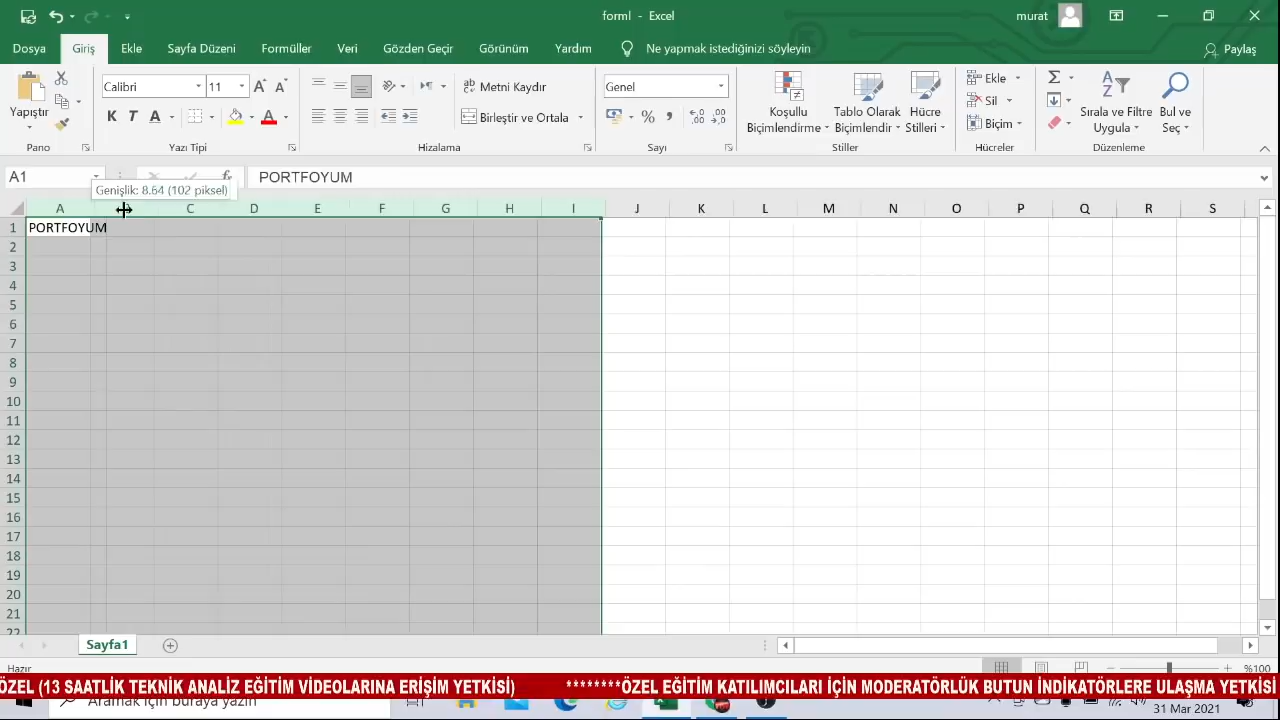 forml - Excel
murat
Dosya Giriş Ekle Sayfa Düzeni Formüller Veri Gözden Geçir Görünüm Yardım Ne yapmak istediğinizi söyleyin Paylaş
Yapıştır
Pano
Calibri 11
K T A A
Yazı Tipi
Metni Kaydır
Birleştir ve Ortala
Hizalama
Genel
%
Sayı
Koşullu Biçimlendirme
Tablo Olarak Biçimlendir
Hücre Stilleri
Stiller
Ekle
Sil
Biçim
Hücreler
Sırala ve Filtre Uygula
Bul ve Seç
Düzenleme
A1
fx
PORTFOYUM
Genişlik: 8.64 (102 piksel)
A C D E F G H I J K L M N O P Q R S
1 PORTFOYUM
2
3
4
5
6
7
8
9
10
11
12
13
14
15
16
17
18
19
20
21
22
Sayfa1
Hazır
%100
ÖZEL (13 SAATLİK TEKNİK ANALİZ EĞİTİM VİDEOLARINA ERİŞİM YETKİSİ) ********ÖZEL EĞİTİM KATILIMCILARI İÇİN MODERATÖRLÜK BUTUN İNDİKATÖRLERE ULAŞMA YETKİSİ
Aramak için buraya yazın
31 Mar 2021